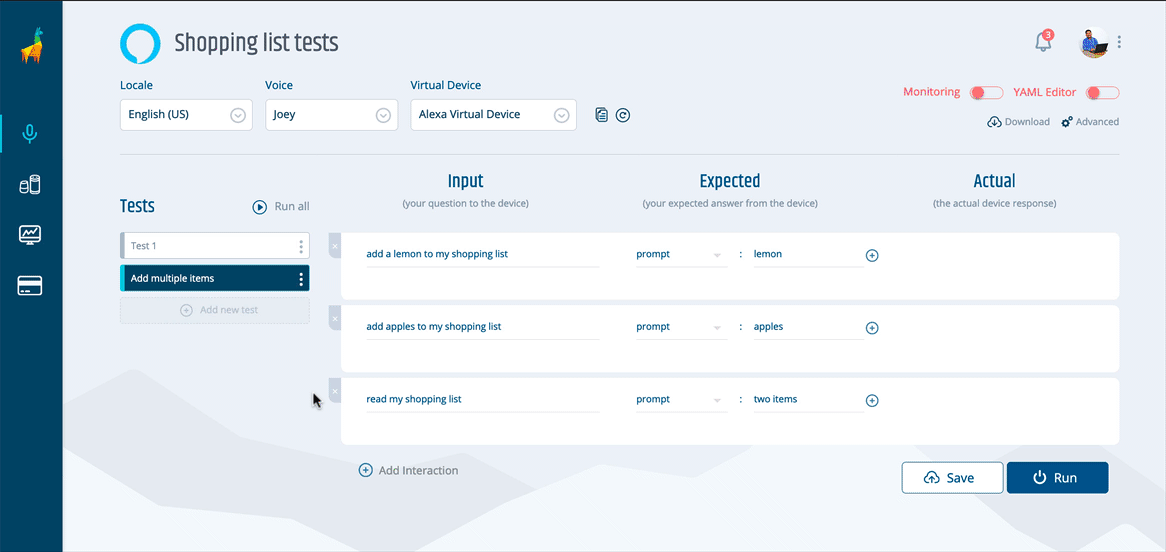 Shopping list tests
3
Locale
Voice
Virtual Device
English (US)
Joey
Alexa Virtual Device
Monitoring
YAML Editor
Download
Advanced
Tests
Run all
Input
(your question to the device)
Expected
(your expected answer from the device)
Actual
(the actual device response)
Test 1
Add multiple items
Add new test
add a lemon to my shopping list
prompt
:
lemon
add apples to my shopping list
prompt
:
apples
read my shopping list
prompt
:
two items
Add Interaction
Save
Run